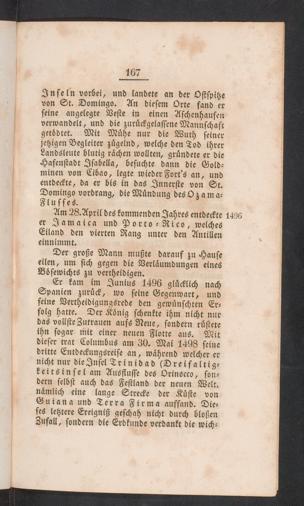 167
Inseln vorbei, und landete an der Ostspitze
von St. Domingo. An diesem Orte fand er
seine angelegte Veste in einen Aschenhausen
verwandelt, und die zurückgelassene Mannschaft
getödtet. Mit Mühe nur die Wuth seiner
jetzigen Begleiter zügelnd, welche den Tod ihrer
Landsleute blutig rächen wollten, gründete er die
Hafenstadt Isabella, besuchte dann die Gold-
minen von Cibao, legte wieder Fort's an, und
entdeckte, da er bis in das Innerste von St.
Domingo vordrang, die Mündung des Ozama-
Flusses.
Am 28. April des kommenden Jahres entdeckte 1496
er Jamaica und Porto-Rico, welches
Eiland den vierten Rang unter den Antillen
einnimmt.
Der große Mann mußte darauf zu Hause
eilen, um sich gegen die Verläumdungen eines
Bösewichts zu vertheidigen.
Er kam im Junius 1496 glücklich nach
Spanien zurück, wo seine Gegenwart, und
seine Vertheidigungsrede den gewünschten Er-
folg hatte. Der König schenkte ihm nicht nur
das vollste Zutrauen aufs Neue, sondern rüstete
ihn sogar mit einer neuen Flotte aus. Mit
dieser trat Columbus am 30. Mai 1498 seine
dritte Entdeckungsreise an, während welcher er
nicht nur die Insel Trinidad (Dreifaltig-
keitsinsel am Ausflusse des Orinocco, son-
dern selbst auch das Festland der neuen Welt,
nämlich eine lange Strecke der Küste von
Guiana und Terra Firma auffand. Die-
ses letztere Ereigniß geschah nicht durch bloßen
Zufall, sondern die Erdkunde verdankt die wich-